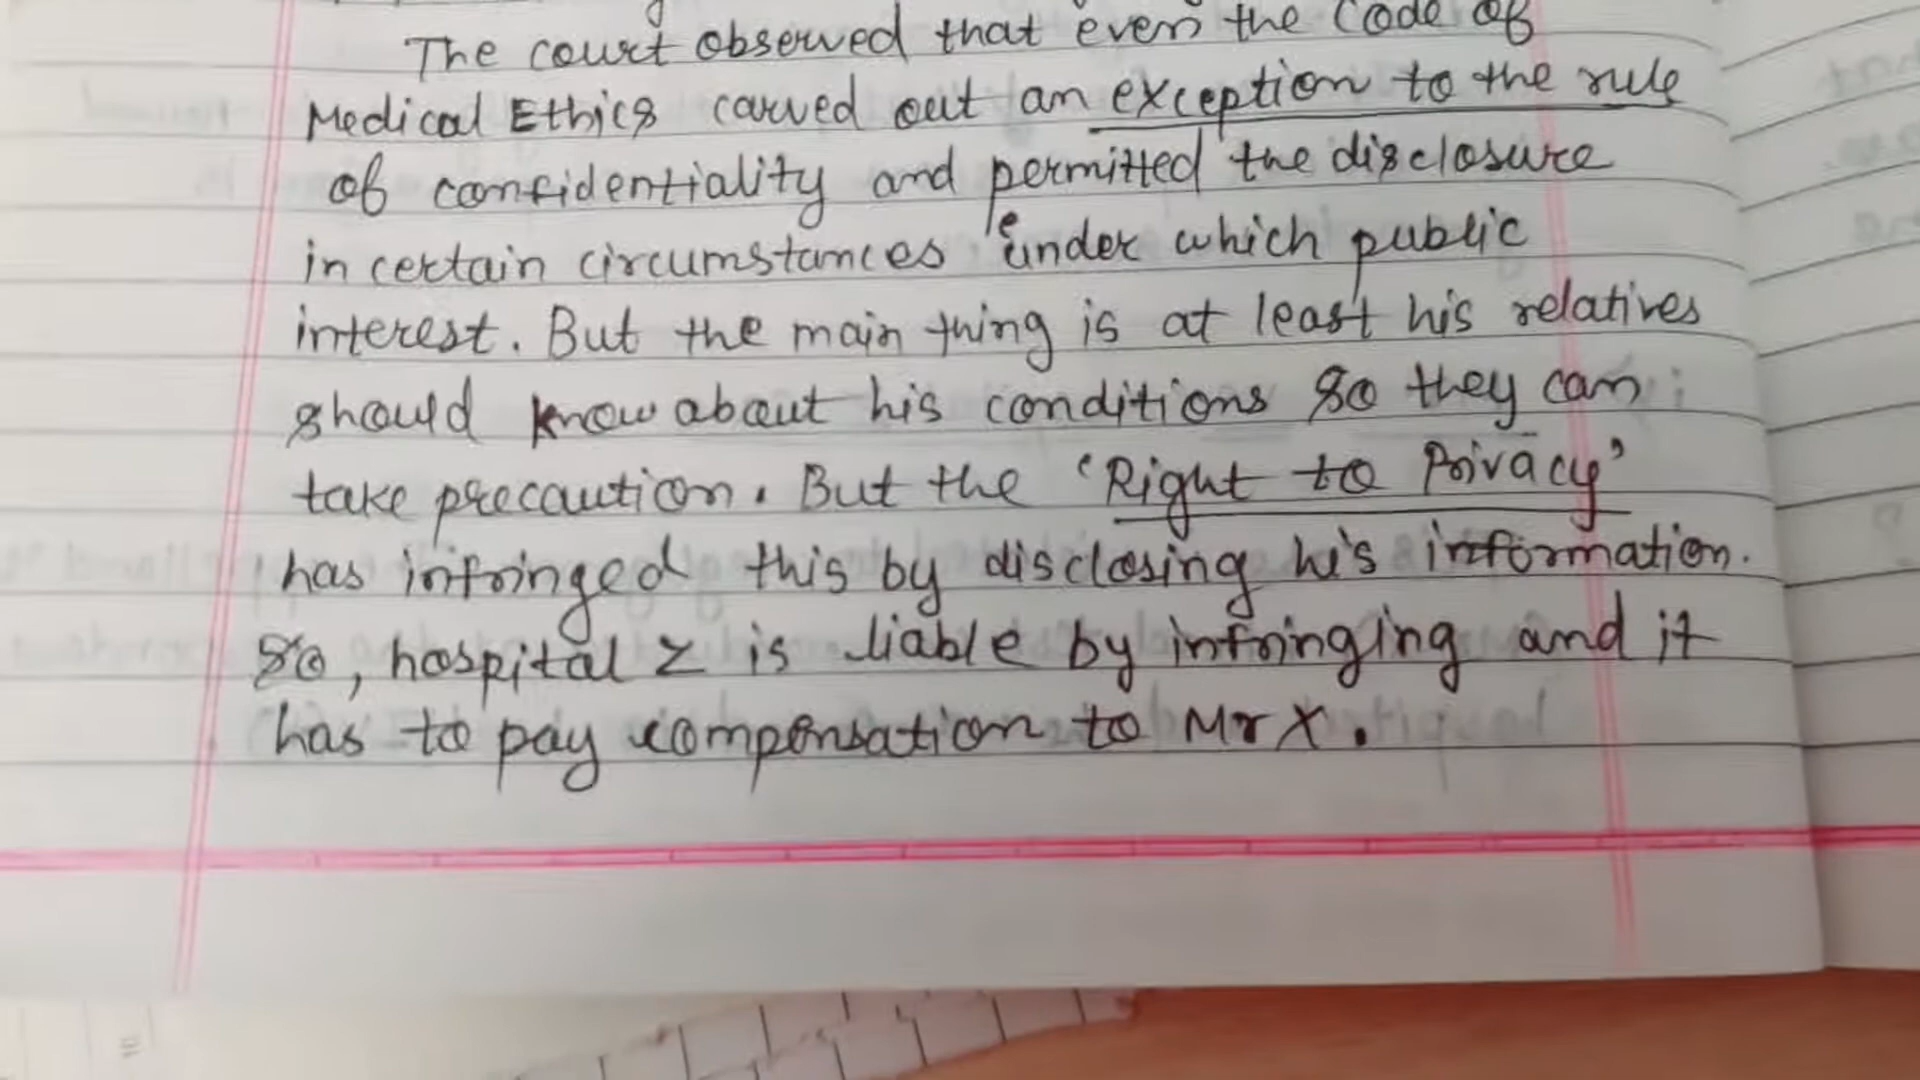 The court observed that even the Code of
Medical Ethics carved out an exception to the rule
of confidentiality and permitted the disclosure
in certain circumstances under which public
interest. But the main thing is at least his relatives
should know about his conditions so they can
take precaution. But the 'Right to Privacy'
has infringed this by disclosing his information.
So, hospital Z is liable by infringing and it
has to pay compensation to Mr X.